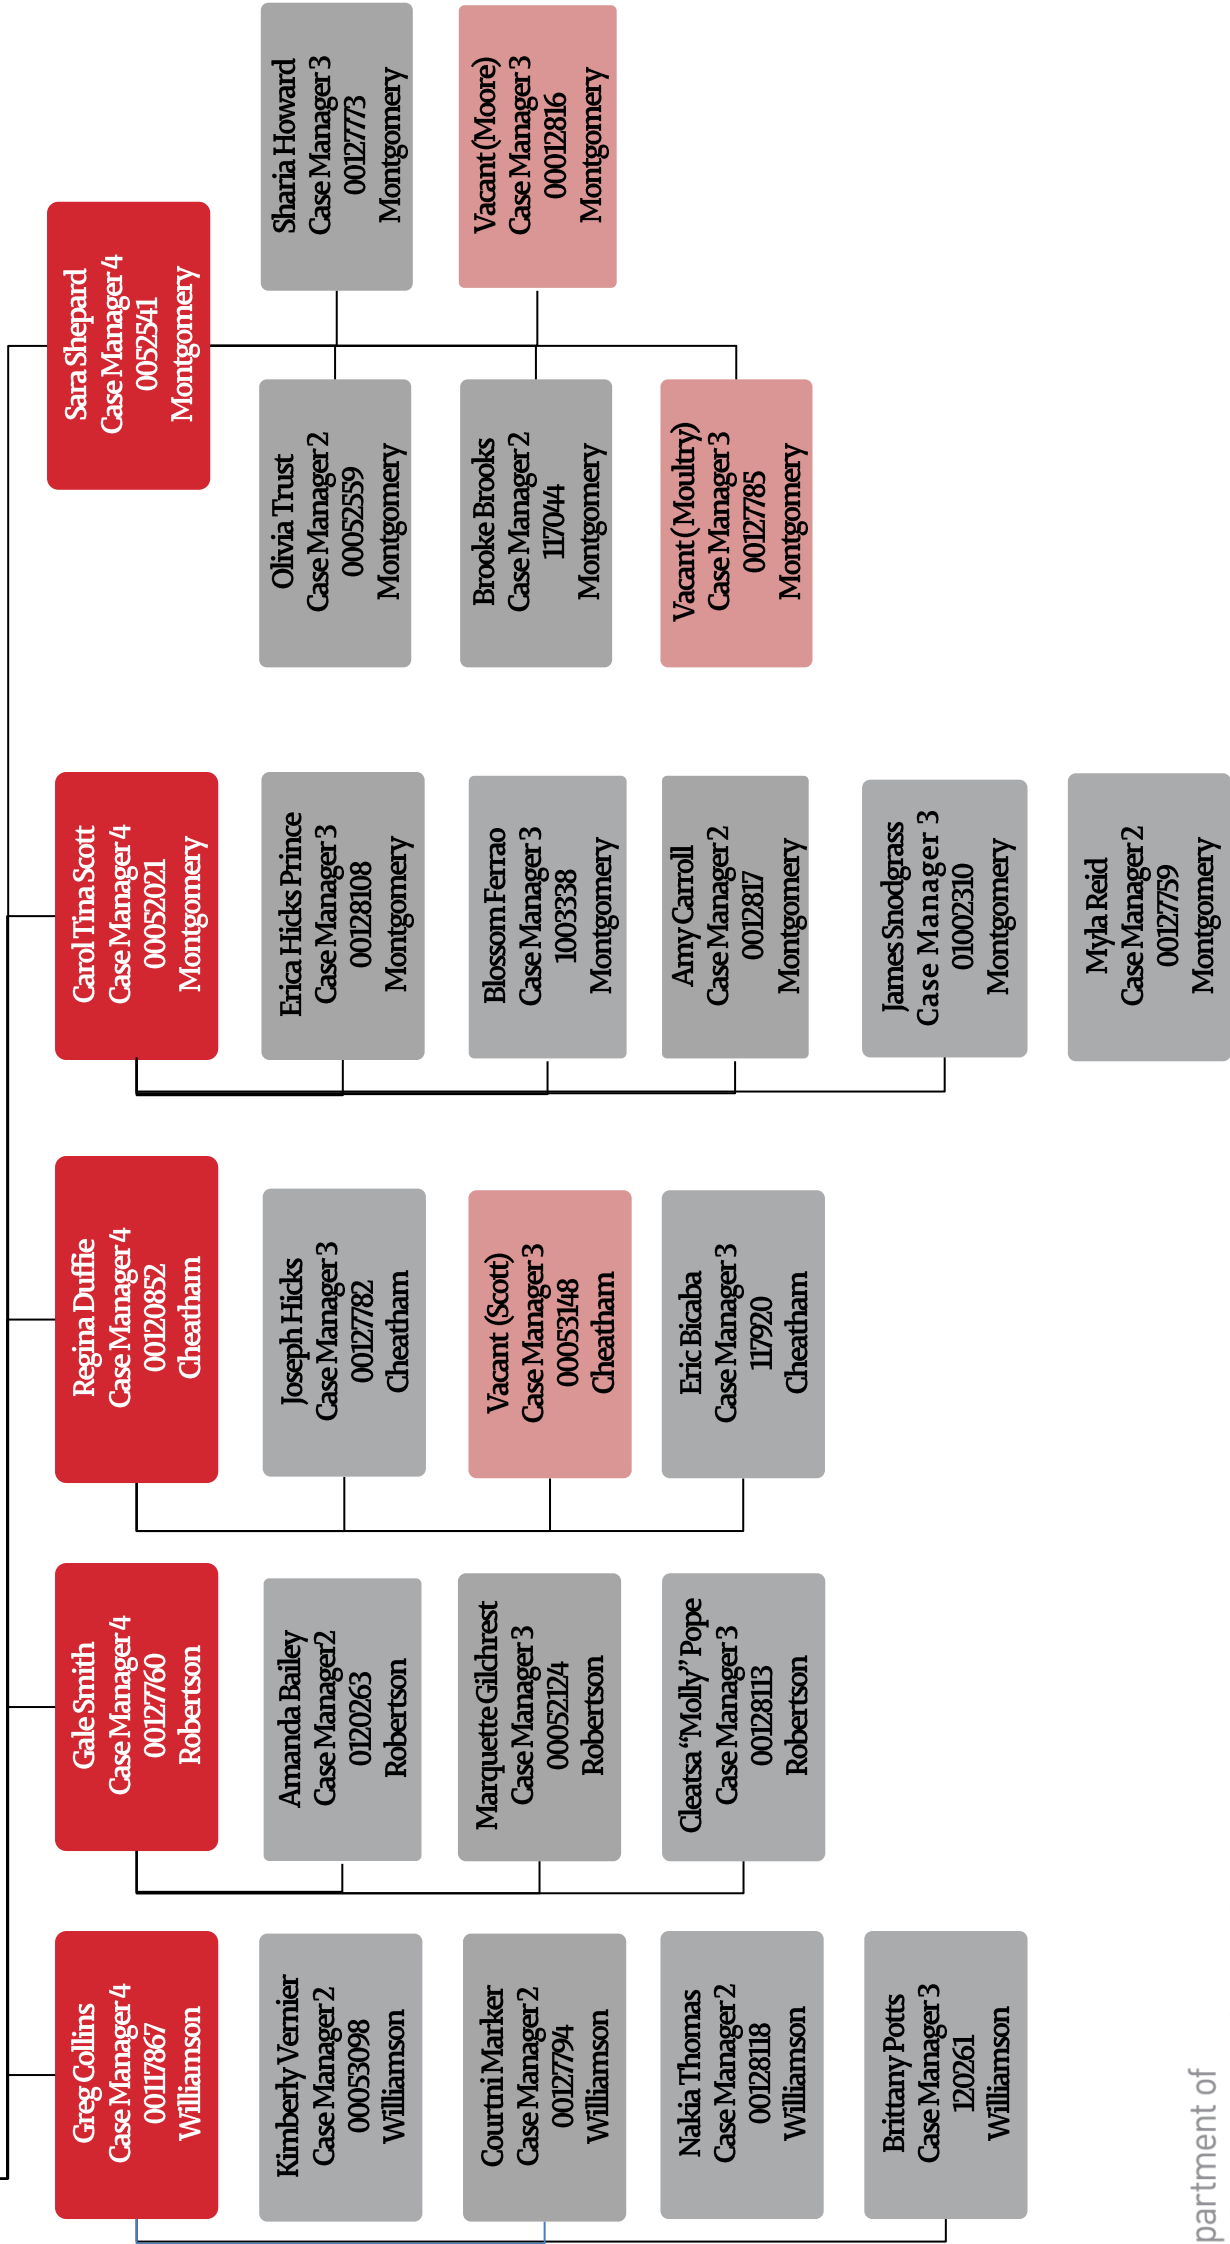 Greg Collins
Case Manager 4
00117867
Williamson
Kimberly Vernier
Case Manager 2
00053098
Williamson
Courtni Marker
Case Manager 2
00127794
Williamson
Nakia Thomas
Case Manager 2
00128118
Williamson
Brittany Potts
Case Manager 3
120261
Williamson
Gale Smith
Case Manager 4
00127760
Robertson
Amanda Bailey
Case Manager2
0120263
Robertson
Marquette Gilchrest
Case Manager 3
00052124
Robertson
Cleatsa “Molly” Pope
Case Manager 3
00128113
Robertson
Regina Duffie
Case Manager 4
00120852
Cheatham
Joseph Hicks
Case Manager 3
00127782
Cheatham
Vacant (Scott)
Case Manager 3
00053148
Cheatham
Eric Bicaba
Case Manager 3
117920
Cheatham
Carol Tina Scott
Case Manager 4
00052021
Montgomery
Erica Hicks Prince
Case Manager 3
00128108
Montgomery
Blossom Ferrao
Case Manager 3
1003338
Montgomery
Amy Carroll
Case Manager 2
0012817
Montgomery
James Snodgrass
Case Manager 3
01002310
Montgomery
Myla Reid
Case Manager 2
00127759
Montgomery
Sara Shepard
Case Manager 4
0052541
Montgomery
Olivia Trust
Case Manager 2
00052559
Montgomery
Sharia Howard
Case Manager 3
00127773
Montgomery
Brooke Brooks
Case Manager 2
117044
Montgomery
Vacant (Moore)
Case Manager 3
00012816
Montgomery
Vacant ( Moultry)
Case Manager 3
00127785
Montgomery
partment of